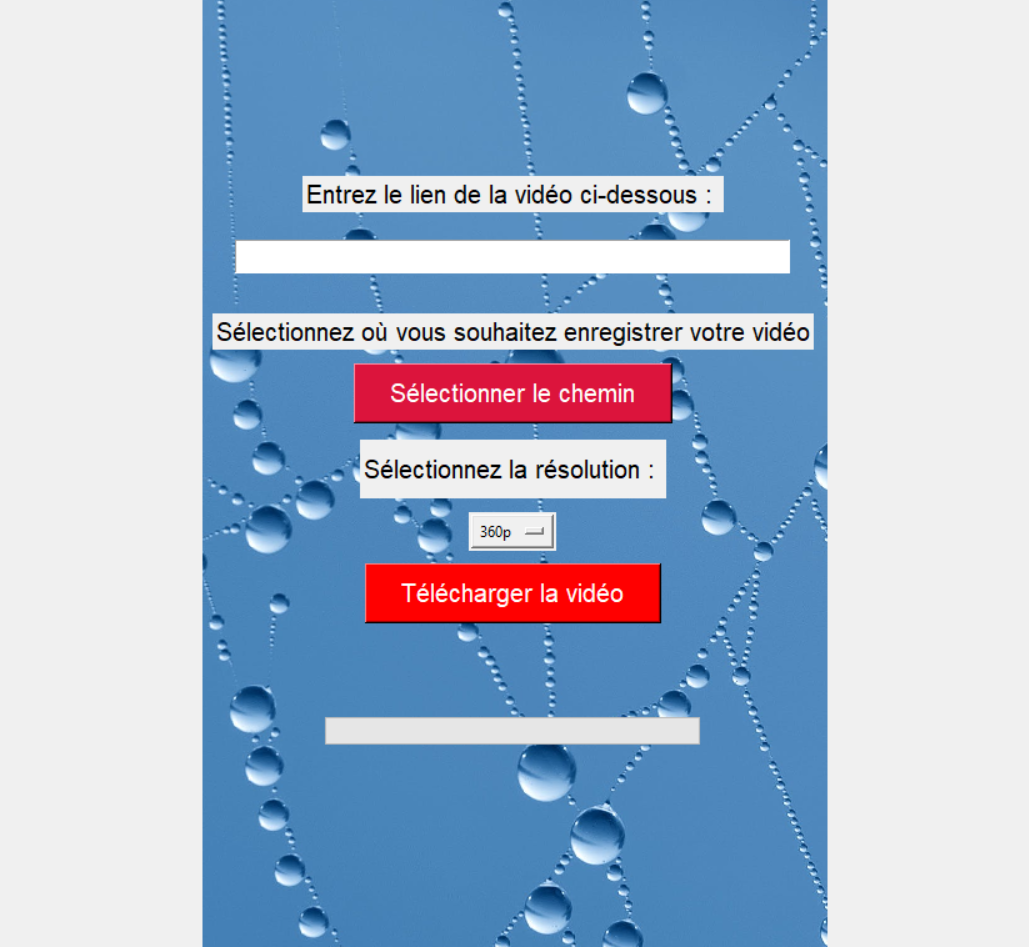 Entrez le lien de la vidéo ci-dessous :
Sélectionnez où vous souhaitez enregistrer votre vidéo
Sélectionner le chemin
Sélectionnez la résolution :
360p
Télécharger la vidéo